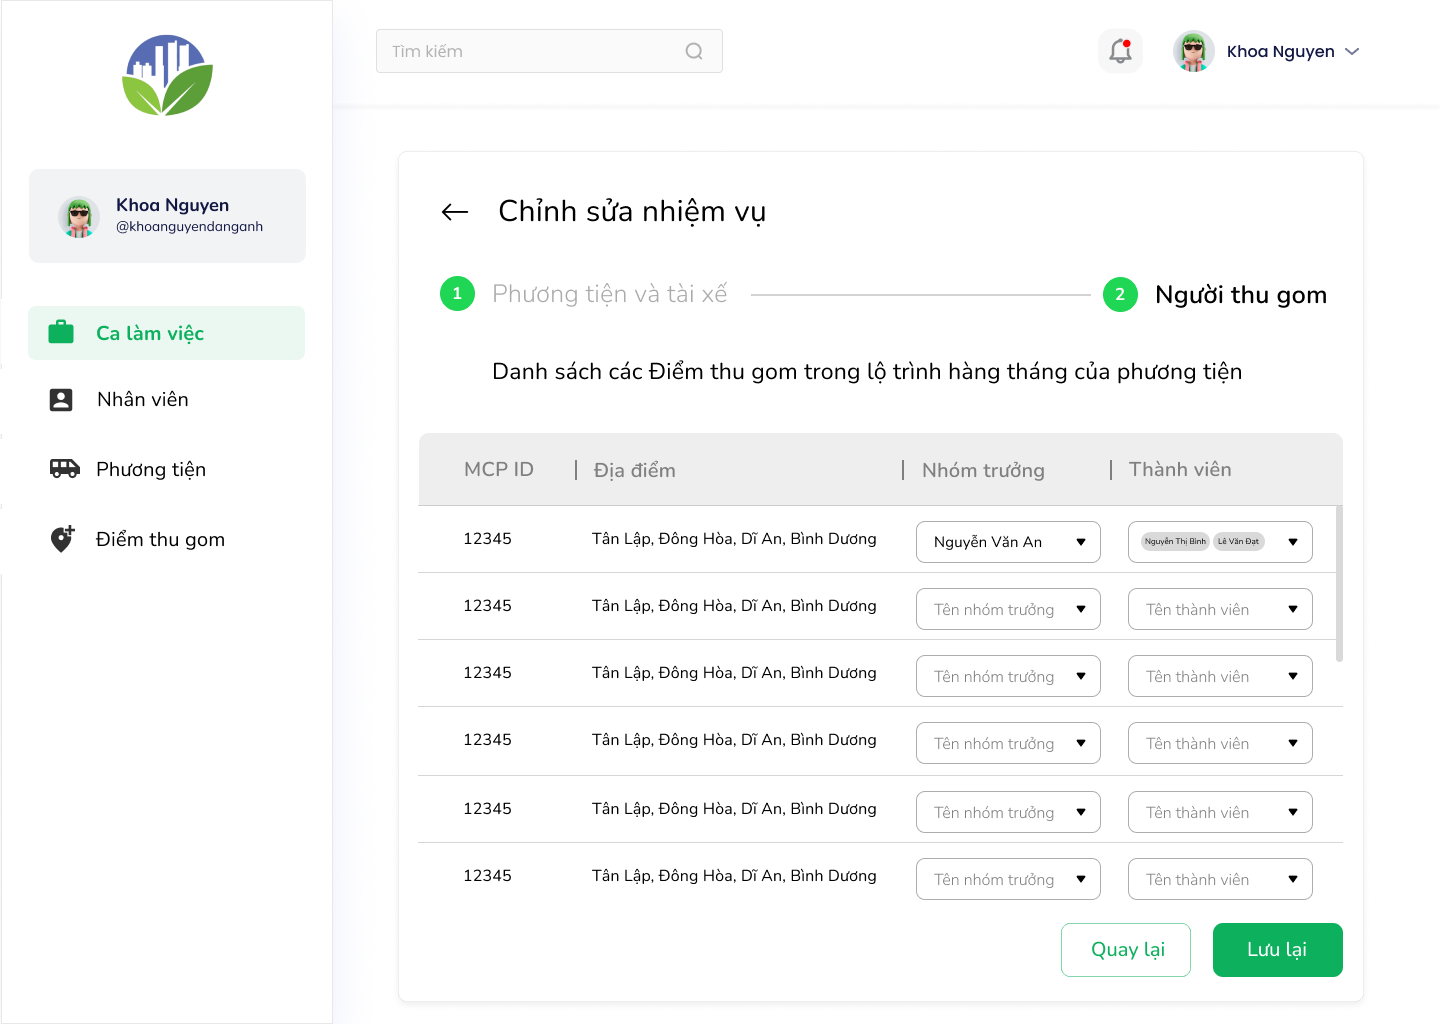 Tìm kiếm
Khoa Nguyen
Khoa Nguyen
@khoanguyendanganh
Ca làm việc
Nhân viên
Phương tiện
Điểm thu gom
Chỉnh sửa nhiệm vụ
1 Phương tiện và tài xế 2 Người thu gom
Danh sách các Điểm thu gom trong lộ trình hàng tháng của phương tiện
MCP ID | Địa điểm | Nhóm trưởng | Thành viên
12345 Tân Lập, Đông Hòa, Dĩ An, Bình Dương Nguyễn Văn An Nguyễn Thị Bình Lê Văn Đạt
12345 Tân Lập, Đông Hòa, Dĩ An, Bình Dương Tên nhóm trưởng Tên thành viên
12345 Tân Lập, Đông Hòa, Dĩ An, Bình Dương Tên nhóm trưởng Tên thành viên
12345 Tân Lập, Đông Hòa, Dĩ An, Bình Dương Tên nhóm trưởng Tên thành viên
12345 Tân Lập, Đông Hòa, Dĩ An, Bình Dương Tên nhóm trưởng Tên thành viên
12345 Tân Lập, Đông Hòa, Dĩ An, Bình Dương Tên nhóm trưởng Tên thành viên
Quay lại Lưu lại